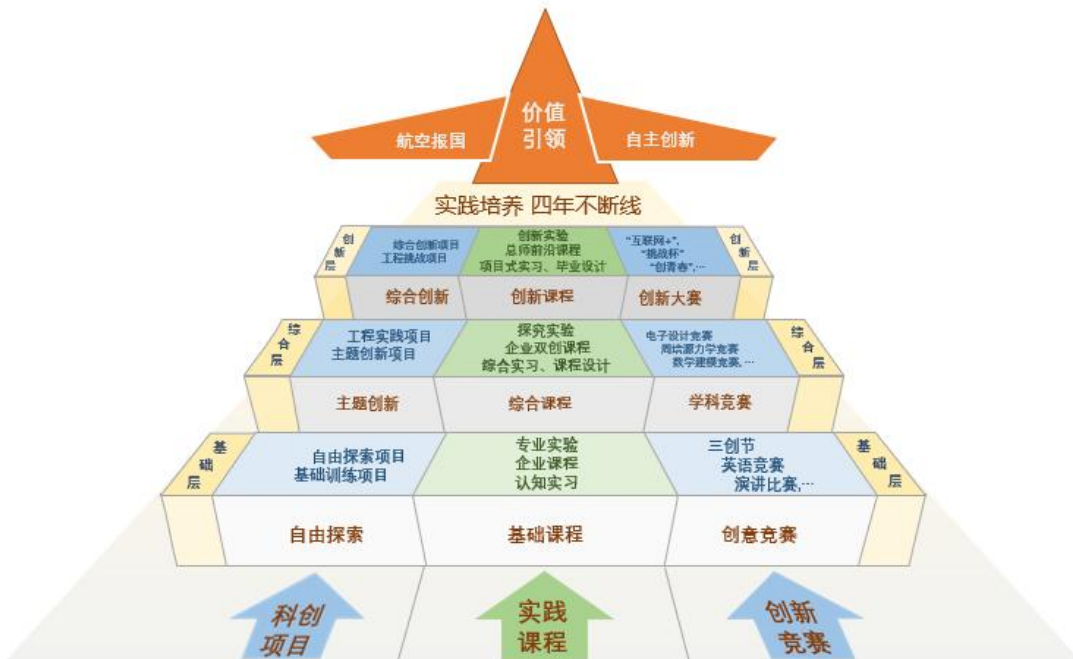 价值
引领
航空报国
自主创新
实践培养 四年不断线
创新层
综合创新项目
工程挑战项目
创新实验
总师前沿课程
项目式实习、毕业设计
“互联网+”,
“挑战杯”
“创青春”,…
创新层
综合创新
创新课程
创新大赛
综合层
工程实践项目
主题创新项目
探究实验
企业双创课程
综合实习、课程设计
电子设计竞赛
周培源力学竞赛
数学建模竞赛,…
综合层
主题创新
综合课程
学科竞赛
基础层
自由探索项目
基础训练项目
专业实验
企业课程
认知实习
三创节
英语竞赛
演讲比赛,…
基础层
自由探索
基础课程
创意竞赛
科创
项目
实践
课程
创新
竞赛